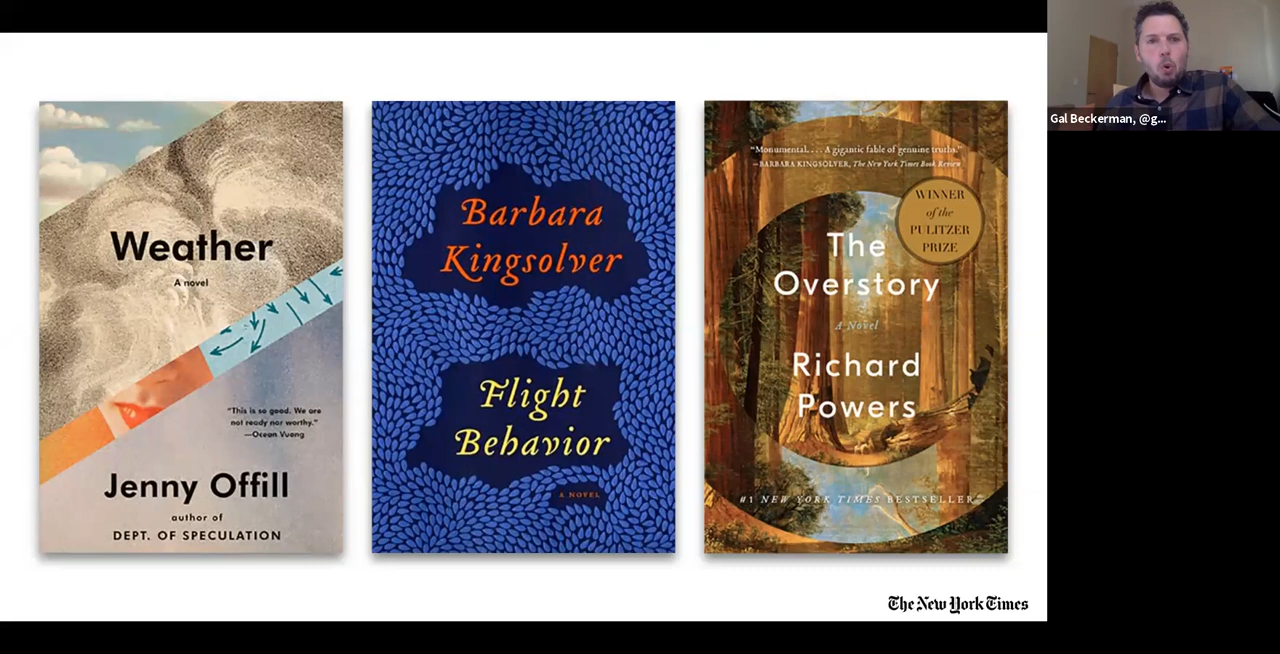 Weather
A novel
"This is so good. We are
not ready nor worthy."
—Ocean Vuong
Jenny Offill
author of
DEPT. OF SPECULATION
Barbara
Kingsolver
Flight
Behavior
A NOVEL
"Monumental. . . . A gigantic fable of genuine truths."
—BARBARA KINGSOLVER, The New York Times Book Review
WINNER
of the
PULITZER
PRIZE
The
Overstory
A Novel
Richard
Powers
#1 NEW YORK TIMES BESTSELLER
The New York Times
Gal Beckerman, @g...